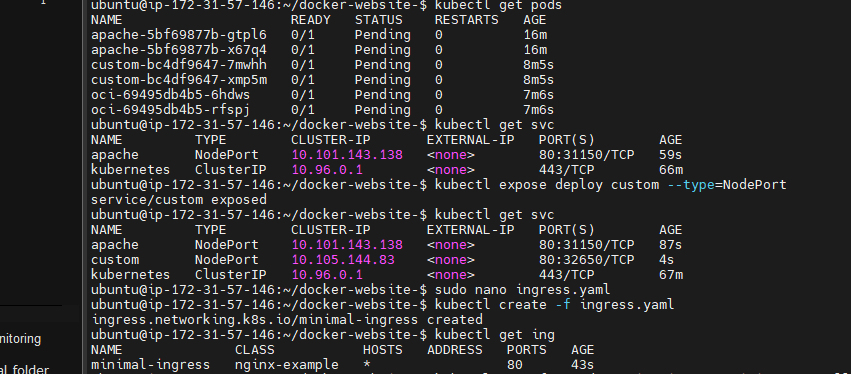 ubuntu@ip-172-31-57-146:~/docker-website-$ kubectl get pods
NAME READY STATUS RESTARTS AGE
apache-5bf69877b-gtpl6 0/1 Pending 0 16m
apache-5bf69877b-x67q4 0/1 Pending 0 16m
custom-bc4df9647-7mwhh 0/1 Pending 0 8m5s
custom-bc4df9647-xmp5m 0/1 Pending 0 8m5s
oci-69495db4b5-6hdws 0/1 Pending 0 7m6s
oci-69495db4b5-rfspj 0/1 Pending 0 7m6s
ubuntu@ip-172-31-57-146:~/docker-website-$ kubectl get svc
NAME TYPE CLUSTER-IP EXTERNAL-IP PORT(S) AGE
apache NodePort 10.101.143.138 <none> 80:31150/TCP 59s
kubernetes ClusterIP 10.96.0.1 <none> 443/TCP 66m
ubuntu@ip-172-31-57-146:~/docker-website-$ kubectl expose deploy custom --type=NodePort
service/custom exposed
ubuntu@ip-172-31-57-146:~/docker-website-$ kubectl get svc
NAME TYPE CLUSTER-IP EXTERNAL-IP PORT(S) AGE
apache NodePort 10.101.143.138 <none> 80:31150/TCP 87s
custom NodePort 10.105.144.83 <none> 80:32650/TCP 4s
kubernetes ClusterIP 10.96.0.1 <none> 443/TCP 67m
ubuntu@ip-172-31-57-146:~/docker-website-$ sudo nano ingress.yaml
ubuntu@ip-172-31-57-146:~/docker-website-$ kubectl create -f ingress.yaml
ingress.networking.k8s.io/minimal-ingress created
ubuntu@ip-172-31-57-146:~/docker-website-$ kubectl get ing
NAME CLASS HOSTS ADDRESS PORTS AGE
minimal-ingress nginx-example * 80 43s
nitoring
folder